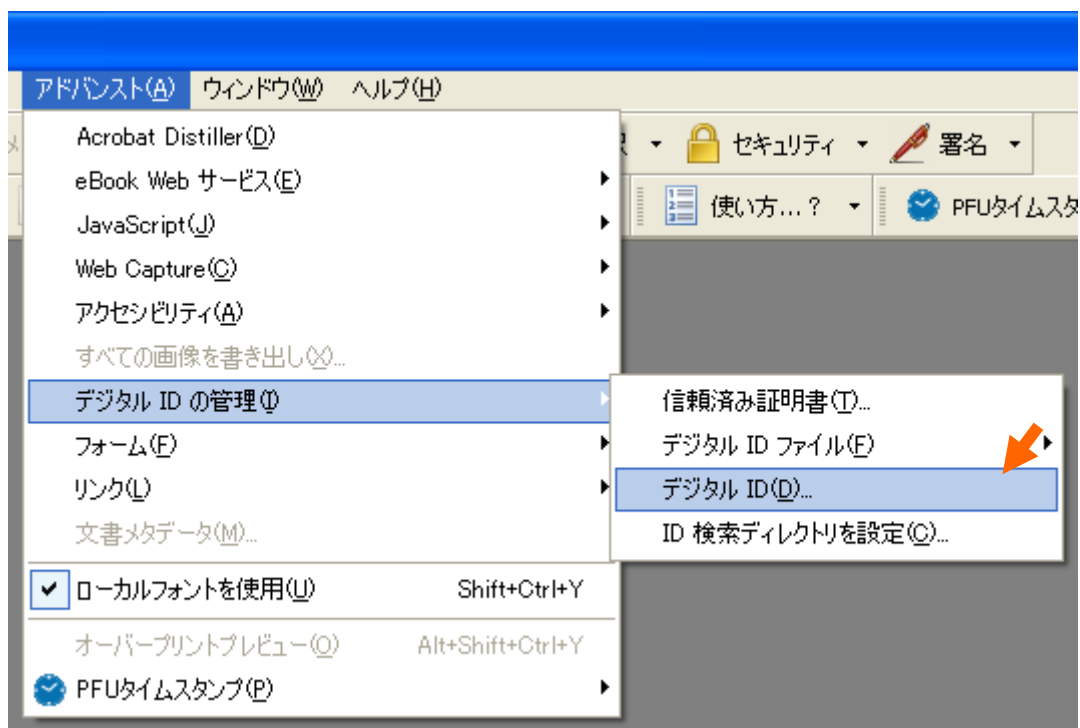 アドバンスト(A) ウィンドウ(W) ヘルプ(H)
セキュリティ 署名
使い方...? PFUタイムスタ
Acrobat Distiller(D)
eBook Web サービス(E)
JavaScript(J)
Web Capture(C)
アクセシビリティ(A)
すべての画像を書き出し(X)...
デジタル ID の管理(I)
フォーム(F)
リンク(L)
文書メタデータ(M)...
ローカルフォントを使用(U) Shift+Ctrl+Y
オーバープリントプレビュー(O) Alt+Shift+Ctrl+Y
PFUタイムスタンプ(P)
信頼済み証明書(T)...
デジタル ID ファイル(F)
デジタル ID(D)...
ID 検索ディレクトリを設定(C)...